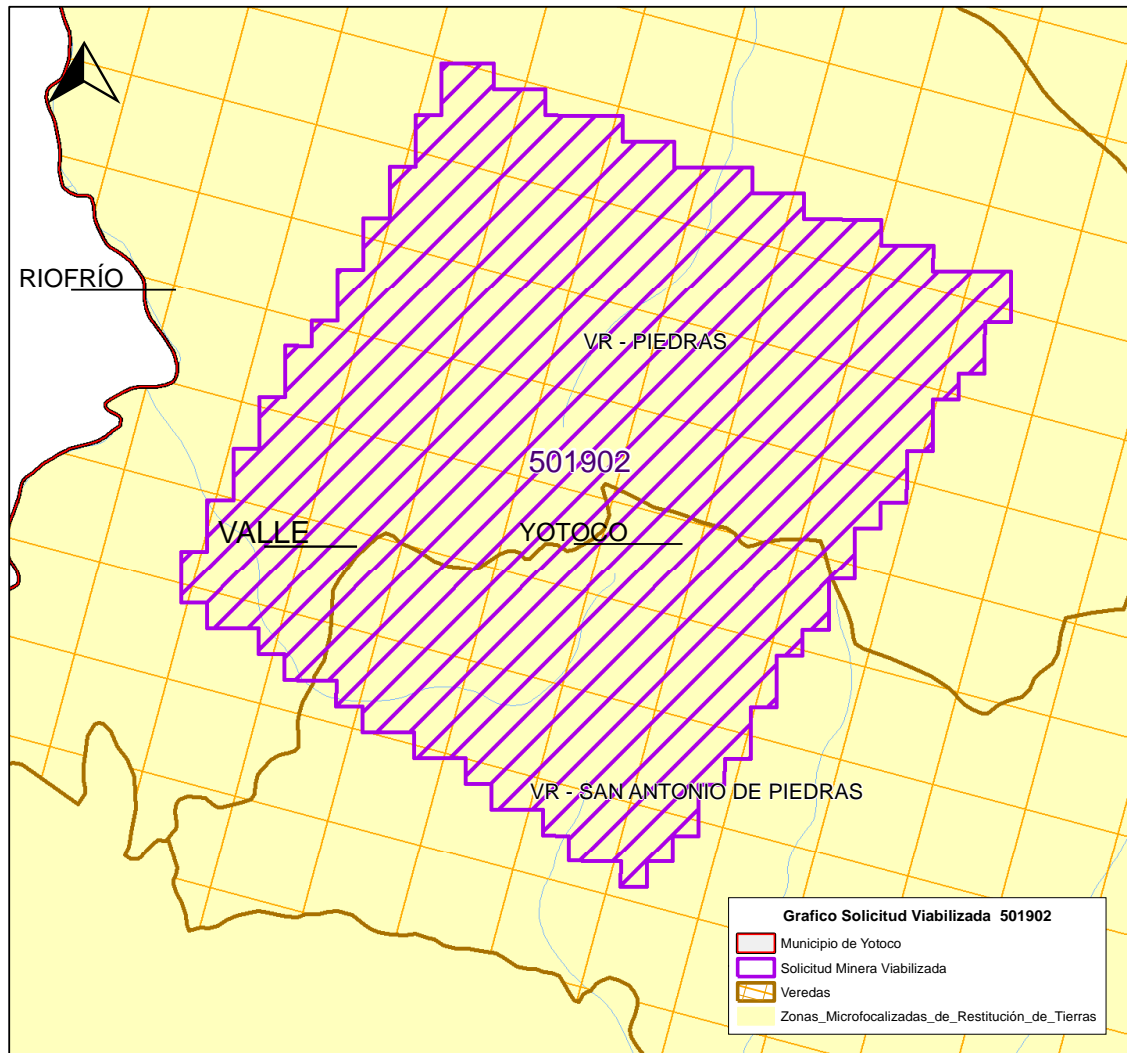 RIOFRÍO
VR - PIEDRAS
501902
VALLE
YOTOCO
VR - SAN ANTONIO DE PIEDRAS
Grafico Solicitud Viabilizada 501902
Municipio de Yotoco
Solicitud Minera Viabilizada
Veredas
Zonas_Microfocalizadas_de_Restitución_de_Tierras